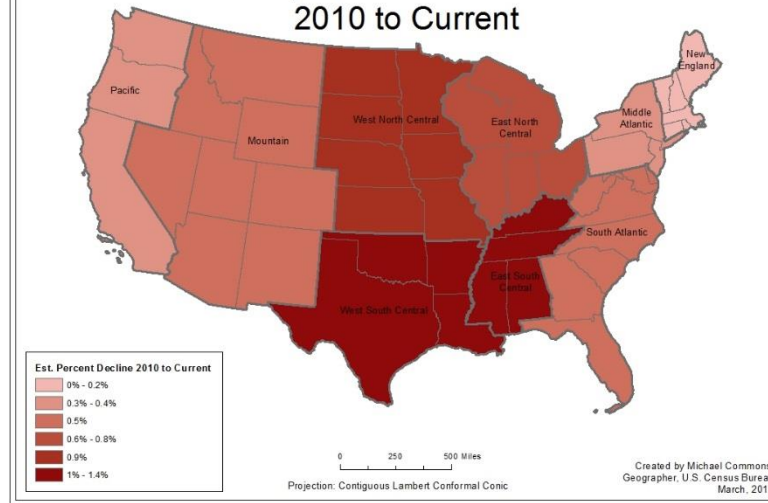 2010 to Current
New
England
Pacific
Middle
Atlantic
West North Central
East North
Central
Mountain
South Atlantic
East South
Central
West South Central
Est. Percent Decline 2010 to Current
0% - 0.2%
0.3% - 0.4%
0.5%
0.6% - 0.8%
0.9%
1% - 1.4%
0 250 500 Miles
Projection: Contiguous Lambert Conformal Conic
Created by Michael Commons
Geographer, U.S. Census Burea
March, 201